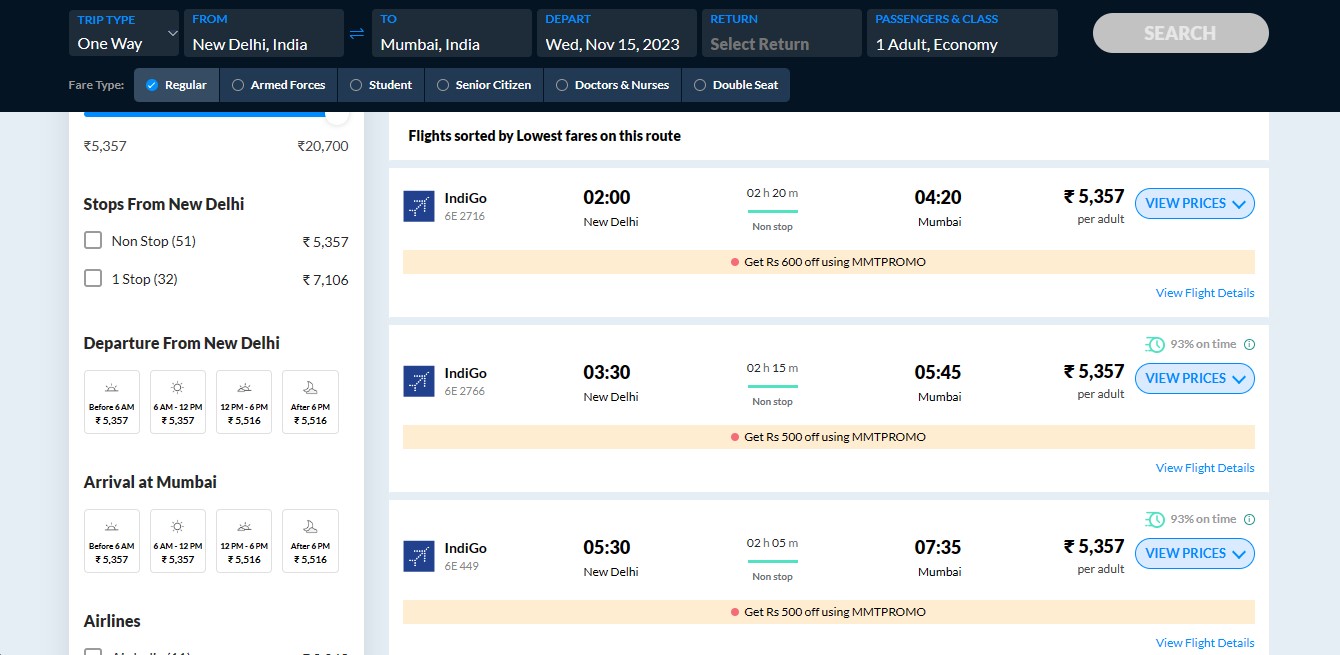 TRIP TYPE
One Way
FROM
New Delhi, India
TO
Mumbai, India
DEPART
Wed, Nov 15, 2023
RETURN
Select Return
PASSENGERS & CLASS
1 Adult, Economy
SEARCH
Fare Type: Regular Armed Forces Student Senior Citizen Doctors & Nurses Double Seat
₹5,357 ₹20,700
Stops From New Delhi
Non Stop (51) ₹ 5,357
1 Stop (32) ₹ 7,106
Departure From New Delhi
Before 6 AM
₹ 5,357
6 AM - 12 PM
₹ 5,357
12 PM - 6 PM
₹ 5,516
After 6 PM
₹ 5,516
Arrival at Mumbai
Before 6 AM
₹ 5,357
6 AM - 12 PM
₹ 5,357
12 PM - 6 PM
₹ 5,516
After 6 PM
₹ 5,516
Airlines
Flights sorted by Lowest fares on this route
IndiGo
6E 2716
02:00
New Delhi
02 h 20 m
Non stop
04:20
Mumbai
₹ 5,357
per adult
VIEW PRICES
Get Rs 600 off using MMTPROMO
View Flight Details
93% on time
IndiGo
6E 2766
03:30
New Delhi
02 h 15 m
Non stop
05:45
Mumbai
₹ 5,357
per adult
VIEW PRICES
Get Rs 500 off using MMTPROMO
View Flight Details
93% on time
IndiGo
6E 449
05:30
New Delhi
02 h 05 m
Non stop
07:35
Mumbai
₹ 5,357
per adult
VIEW PRICES
Get Rs 500 off using MMTPROMO
View Flight Details